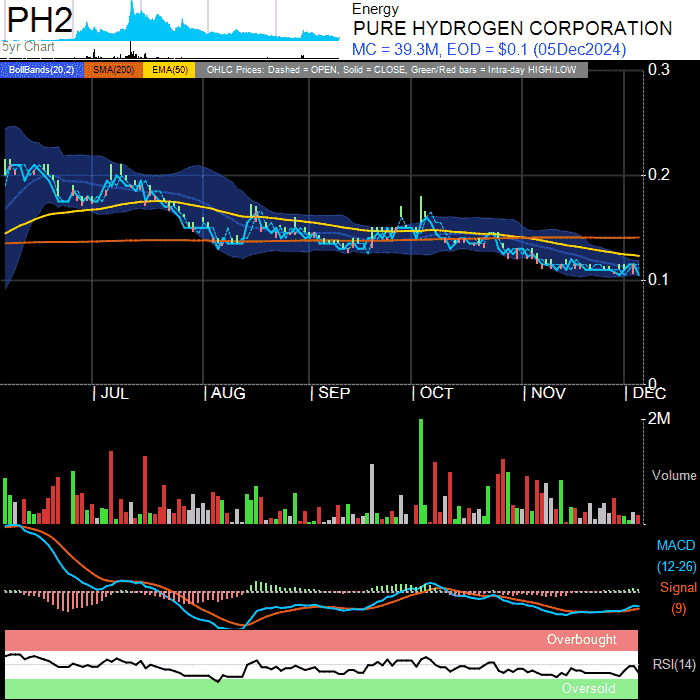 PH2
5yr Chart
Energy
PURE HYDROGEN CORPORATION
MC = 39.3M, EOD = $0.1 (05Dec2024)
BollBands(20,2) SMA(200) EMA(50) OHLC Prices: Dashed = OPEN, Solid = CLOSE, Green/Red bars = Intra-day HIGH/LOW
0.3
0.2
0.1
0
| JUL | AUG | SEP | OCT | NOV | DEC
2M
Volume
MACD
(12-26)
Signal
(9)
Overbought
RSI(14)
Oversold